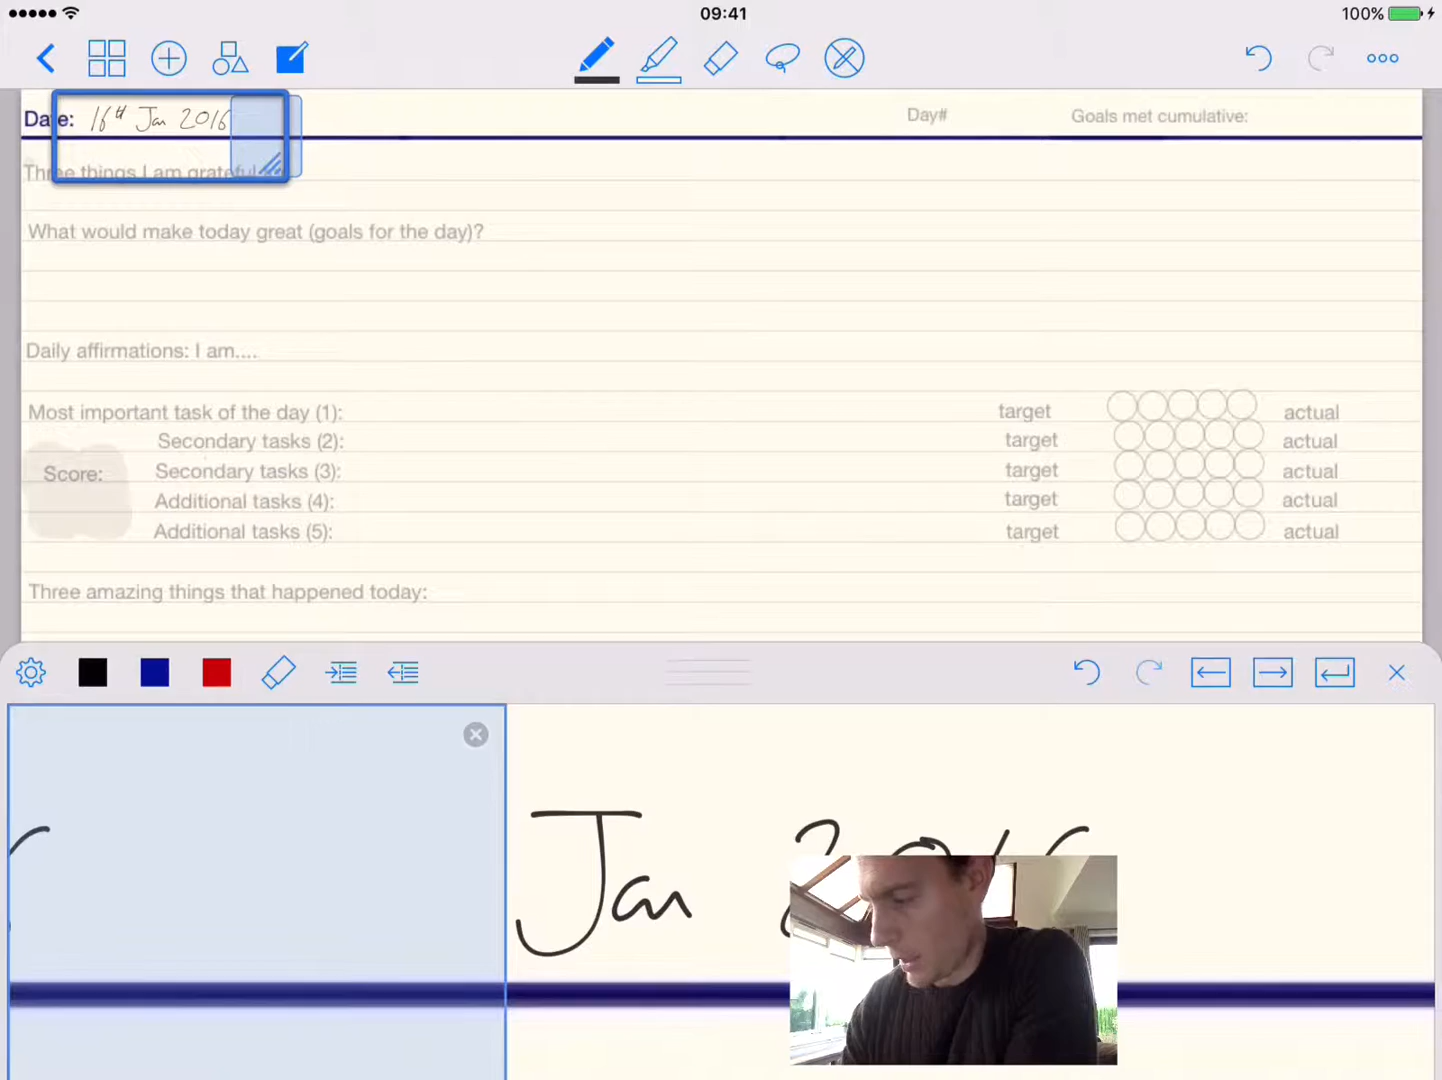 09:41
100%
Date: 16th Jan 2016
Day#
Goals met cumulative:
Three things I am grateful
What would make today great (goals for the day)?
Daily affirmations: I am....
Most important task of the day (1):
target
actual
Secondary tasks (2):
target
actual
Score:
Secondary tasks (3):
target
actual
Additional tasks (4):
target
actual
Additional tasks (5):
target
actual
Three amazing things that happened today:
Jan